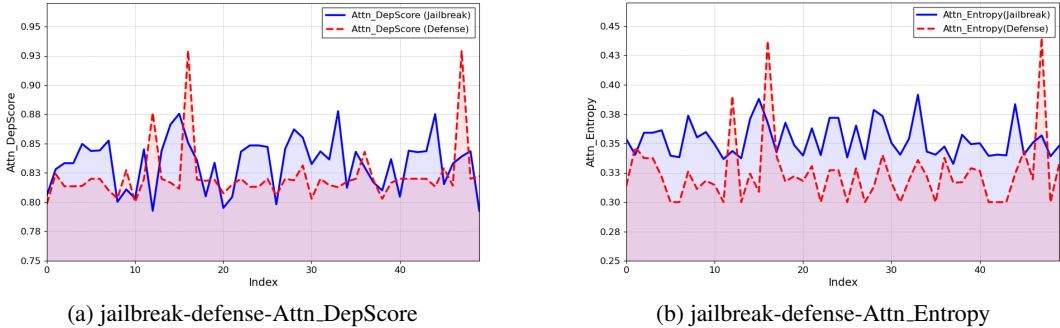 Attn_DepScore (Jailbreak)
Attn_DepScore (Defense)
0.95
0.93
0.90
0.88
0.85
0.83
0.80
0.78
0.75
Attn_DepScore
0
10
20
30
40
Index
(a) jailbreak-defense-Attn_DepScore
Attn_Entropy(Jailbreak)
Attn_Entropy(Defense)
0.45
0.42
0.40
0.38
0.35
0.33
0.30
0.28
0.25
Attn_Entropy
0
10
20
30
40
Index
(b) jailbreak-defense-Attn_Entropy